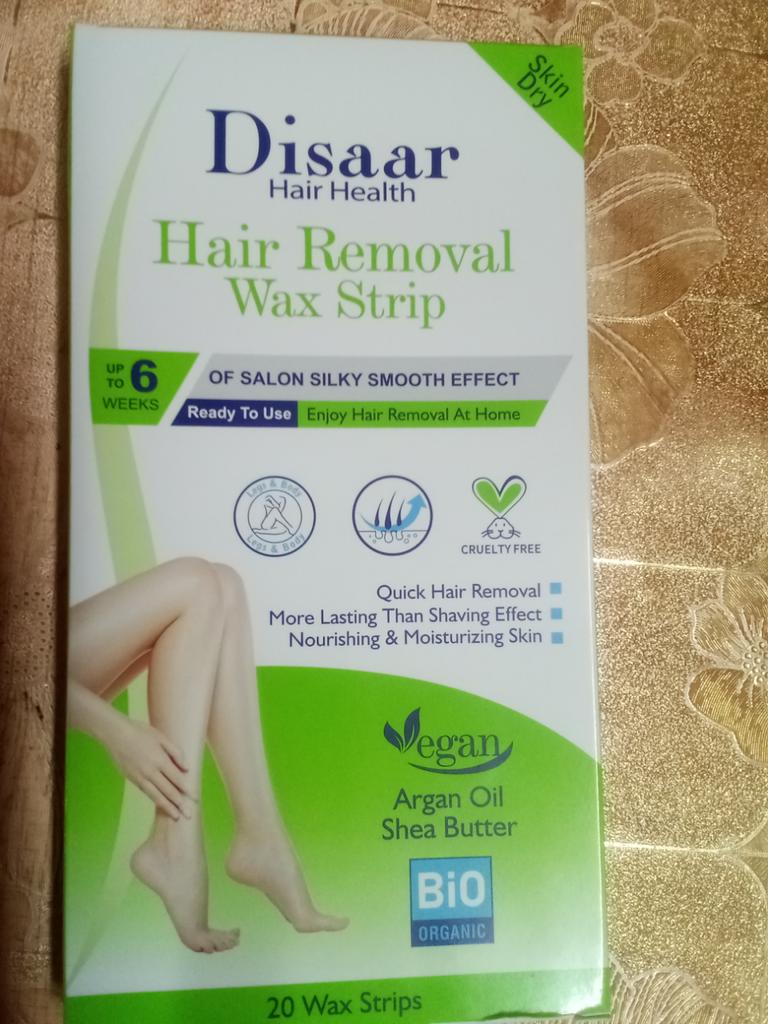 Skin
Dry
Disaar
Hair Health
Hair Removal
Wax Strip
UP TO 6
WEEKS
OF SALON SILKY SMOOTH EFFECT
Ready To Use Enjoy Hair Removal At Home
Legs & Body
Legs & Body
CRUELTY FREE
Quick Hair Removal
More Lasting Than Shaving Effect
Nourishing & Moisturizing Skin
Vegan
Argan Oil
Shea Butter
BiO
ORGANIC
20 Wax Strips